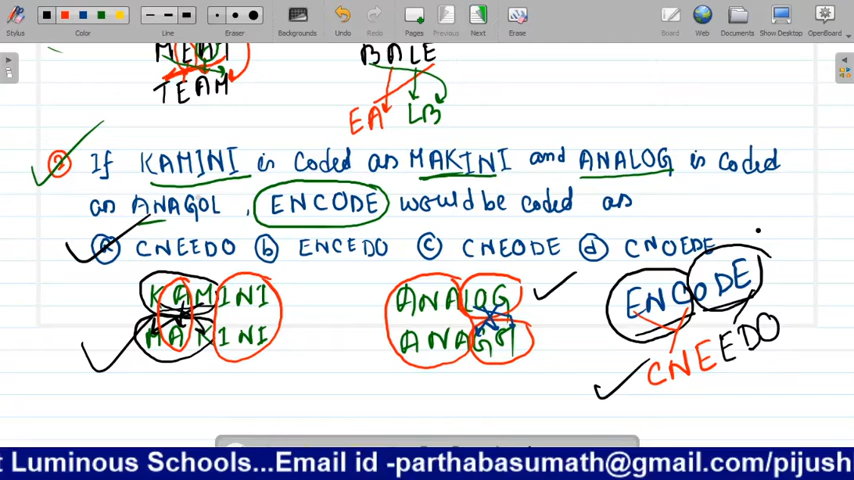 Stylus Color Line Eraser Backgrounds Undo Redo Pages Previous Next Erase Board Web Documents Show Desktop OpenBoard
MEAT BALE
TEAM
EA LB
② If KAMINI is coded as MAKINI and ANALOG is coded
as ANAGOL, ENCODE would be coded as
ⓐ CNEEDO ⓑ ENCEDO ⓒ CNEODE ⓓ CNOEDE
KAMINI ANALOG ENCODE
MAKINI
CNEEDO
t Luminous Schools...Email id -parthabasumath@gmail.com/pijush